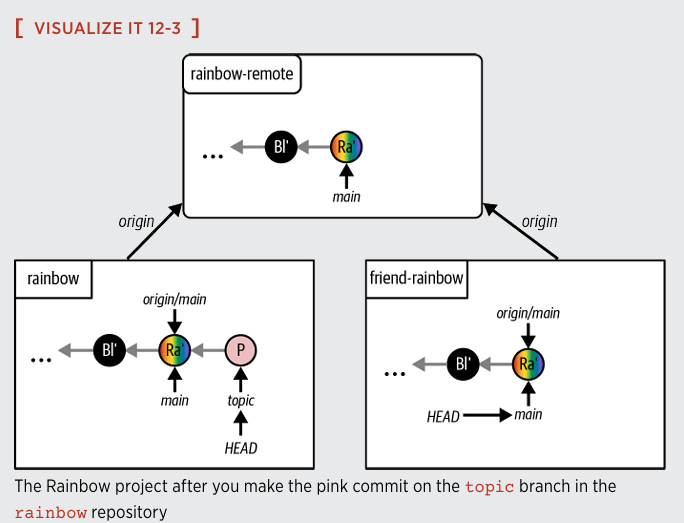 [ VISUALIZE IT 12-3 ]
rainbow-remote
... Bl' Ra'
main
origin origin
rainbow
origin/main
... Bl' Ra' P
main topic
HEAD
friend-rainbow
origin/main
... Bl' Ra'
HEAD main
The Rainbow project after you make the pink commit on the topic branch in the
rainbow repository